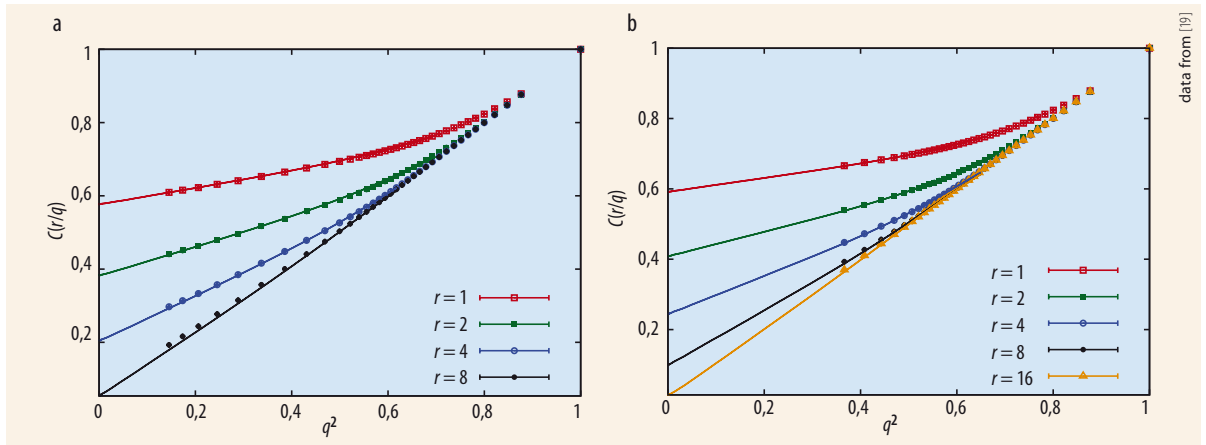 a
1
0,8
0,6
0,4
0,2
C(r/q)
0
0,2
0,4
0,6
0,8
1
q²
r = 1
r = 2
r = 4
r = 8
b
1
0,8
0,6
0,4
0,2
C(r/q)
0
0,2
0,4
0,6
0,8
1
q²
r = 1
r = 2
r = 4
r = 8
r = 16
data from [19]